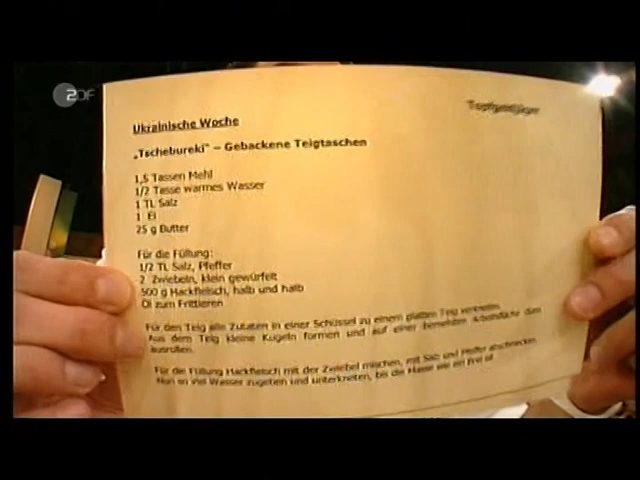 ZDF
Topfgeldjäger
Ukrainische Woche
„Tschebureki" – Gebackene Teigtaschen
1,5 Tassen Mehl
1/2 Tasse warmes Wasser
1 TL Salz
1 Ei
25 g Butter
Für die Füllung:
1/2 TL Salz, Pfeffer
2 Zwiebeln, klein gewürfelt
500 g Hackfleisch, halb und halb
Öl zum Frittieren
Für den Teig alle Zutaten in einer Schüssel zu einem glatten Teig verkneten.
Aus dem Teig kleine Kugeln formen und auf einer bemehlten Arbeitsfläche dünn
ausrollen.
Für die Füllung Hackfleisch mit der Zwiebel mischen, mit Salz und Pfeffer abschmecken.
Nun so viel Wasser zugeben und unterkneten, bis die Masse wie ein Brei ist